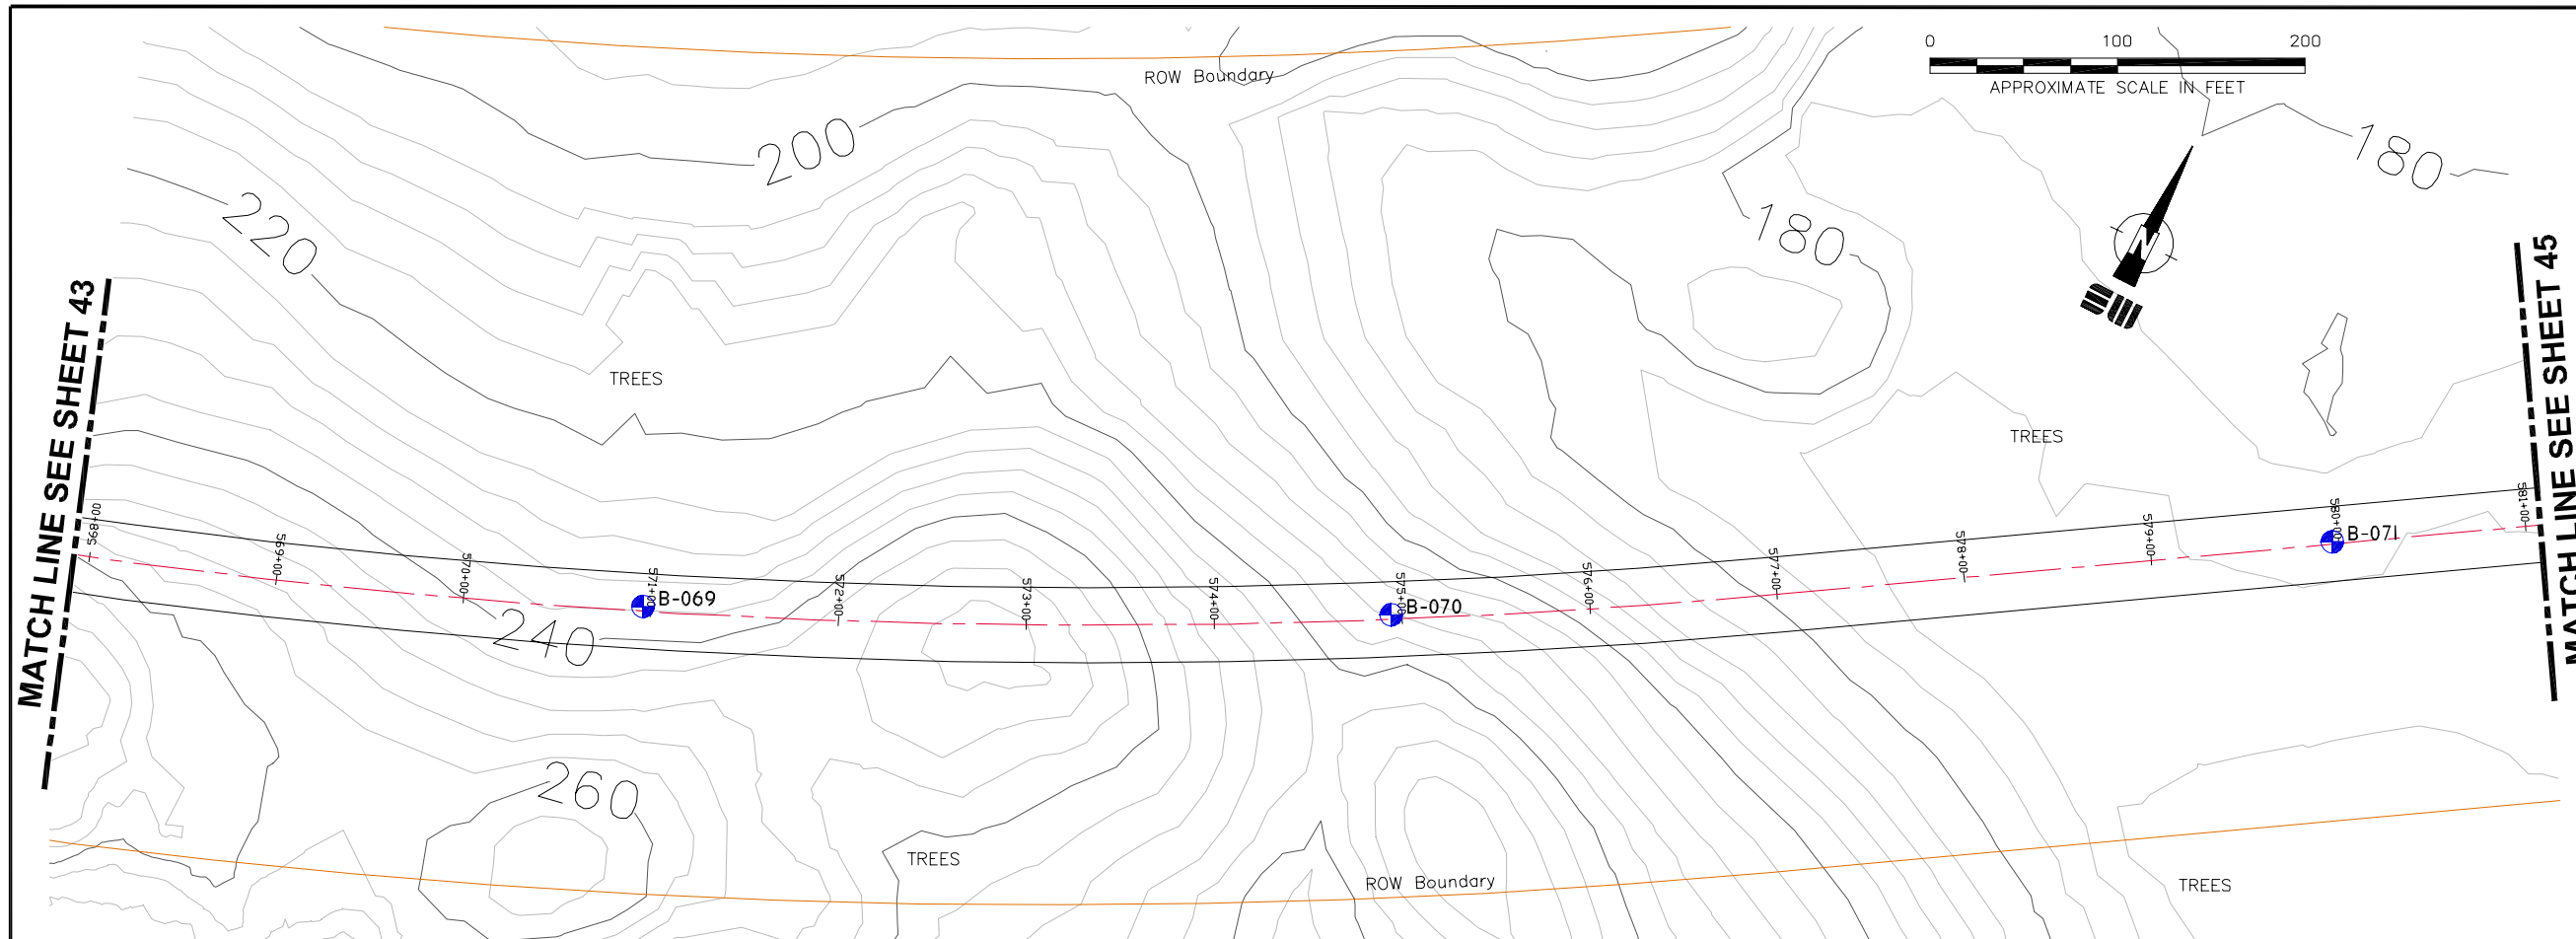 0 100 200
APPROXIMATE SCALE IN FEET
ROW Boundary
200
180
220
180
MATCH LINE SEE SHEET 43
MATCH LINE SEE SHEET 45
TREES
TREES
568+00
569+00
570+00
571+00
B-069
572+00
573+00
574+00
575+00
B-070
576+00
577+00
578+00
579+00
580+00
B-071
581+00
240
260
TREES
ROW Boundary
TREES